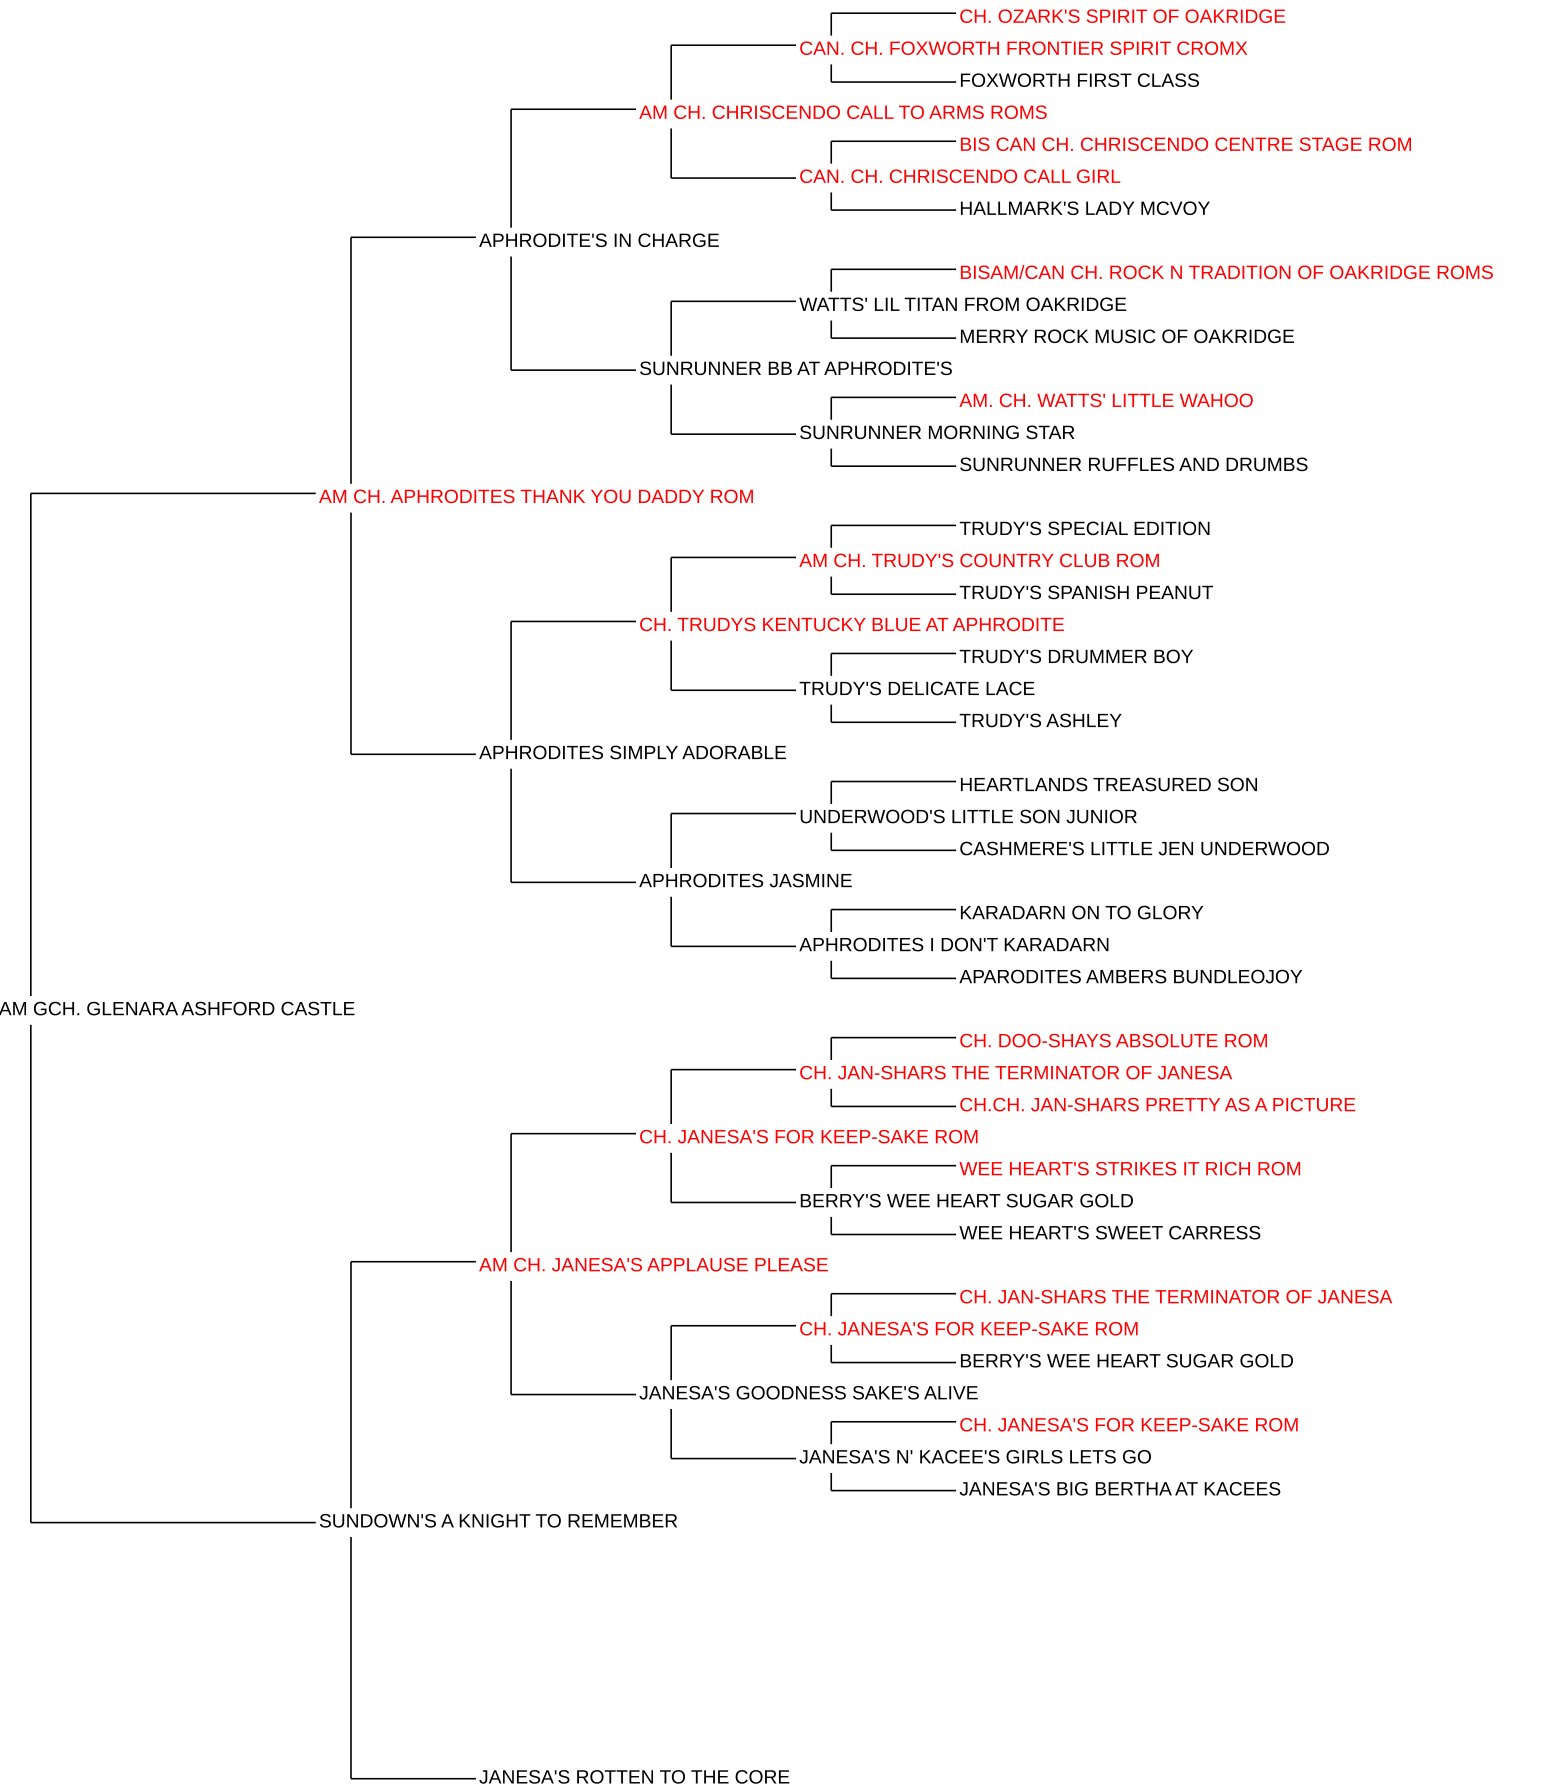 CH. OZARK'S SPIRIT OF OAKRIDGE
CAN. CH. FOXWORTH FRONTIER SPIRIT CROMX
FOXWORTH FIRST CLASS
AM CH. CHRISCENDO CALL TO ARMS ROMS
BIS CAN CH. CHRISCENDO CENTRE STAGE ROM
CAN. CH. CHRISCENDO CALL GIRL
HALLMARK'S LADY MCVOY
APHRODITE'S IN CHARGE
BISAM/CAN CH. ROCK N TRADITION OF OAKRIDGE ROMS
WATTS' LIL TITAN FROM OAKRIDGE
MERRY ROCK MUSIC OF OAKRIDGE
SUNRUNNER BB AT APHRODITE'S
AM. CH. WATTS' LITTLE WAHOO
SUNRUNNER MORNING STAR
SUNRUNNER RUFFLES AND DRUMBS
AM CH. APHRODITES THANK YOU DADDY ROM
TRUDY'S SPECIAL EDITION
AM CH. TRUDY'S COUNTRY CLUB ROM
TRUDY'S SPANISH PEANUT
CH. TRUDYS KENTUCKY BLUE AT APHRODITE
TRUDY'S DRUMMER BOY
TRUDY'S DELICATE LACE
TRUDY'S ASHLEY
APHRODITES SIMPLY ADORABLE
HEARTLANDS TREASURED SON
UNDERWOOD'S LITTLE SON JUNIOR
CASHMERE'S LITTLE JEN UNDERWOOD
APHRODITES JASMINE
KARADARN ON TO GLORY
APHRODITES I DON'T KARADARN
APARODITES AMBERS BUNDLEOJOY
AM GCH. GLENARA ASHFORD CASTLE
CH. DOO-SHAYS ABSOLUTE ROM
CH. JAN-SHARS THE TERMINATOR OF JANESA
CH.CH. JAN-SHARS PRETTY AS A PICTURE
CH. JANESA'S FOR KEEP-SAKE ROM
WEE HEART'S STRIKES IT RICH ROM
BERRY'S WEE HEART SUGAR GOLD
WEE HEART'S SWEET CARRESS
AM CH. JANESA'S APPLAUSE PLEASE
CH. JAN-SHARS THE TERMINATOR OF JANESA
CH. JANESA'S FOR KEEP-SAKE ROM
BERRY'S WEE HEART SUGAR GOLD
JANESA'S GOODNESS SAKE'S ALIVE
CH. JANESA'S FOR KEEP-SAKE ROM
JANESA'S N' KACEE'S GIRLS LETS GO
JANESA'S BIG BERTHA AT KACEES
SUNDOWN'S A KNIGHT TO REMEMBER
JANESA'S ROTTEN TO THE CORE